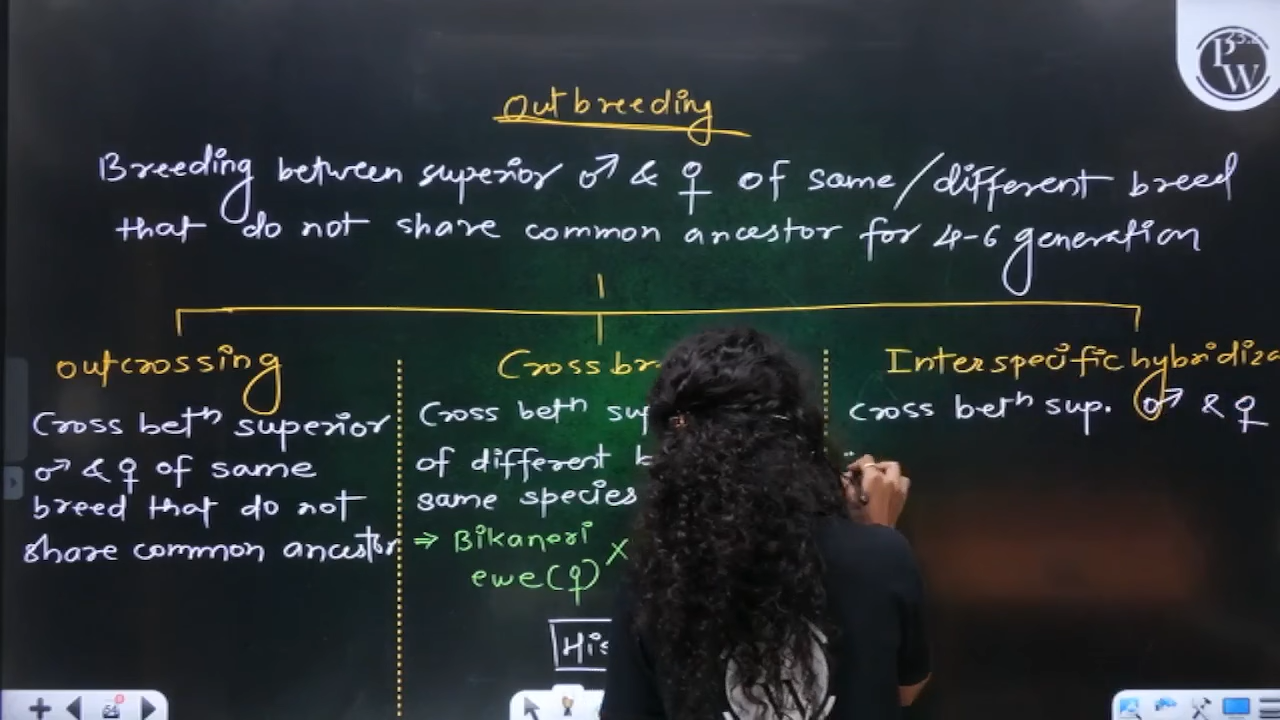 Outbreeding
Breeding between superior ♂ & ♀ of same/different breed
that do not share common ancestor for 4-6 generation
outcrossing
Cross betn superior
♂ & ♀ of same
breed that do not
share common ancestor
Cross
Cross betn
of different
same species
⇒ Bikaneri
ewe(♀) X
Interspecific
Cross betn sup. ♂ & ♀
PW
64